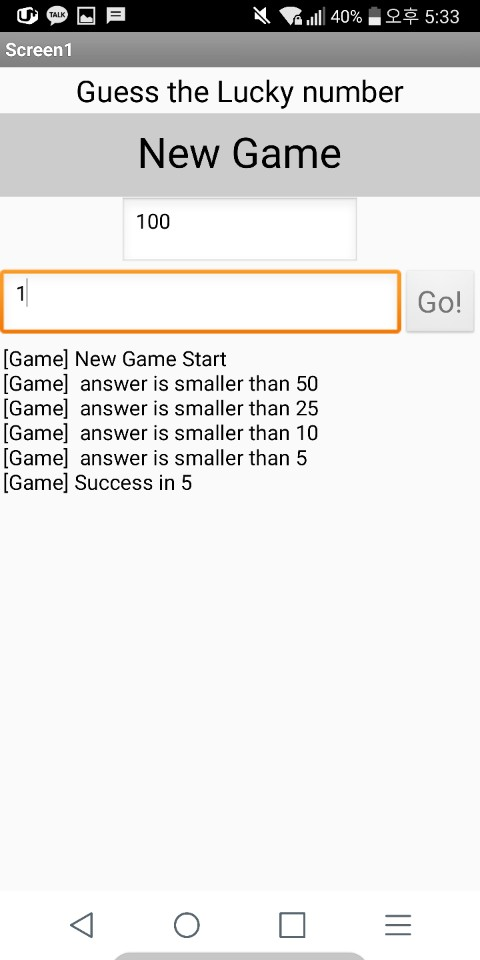 TALK 40% 오후 5:33
Screen1
Guess the Lucky number
New Game
100
1
Go!
[Game] New Game Start
[Game]  answer is smaller than 50
[Game]  answer is smaller than 25
[Game]  answer is smaller than 10
[Game]  answer is smaller than 5
[Game] Success in 5